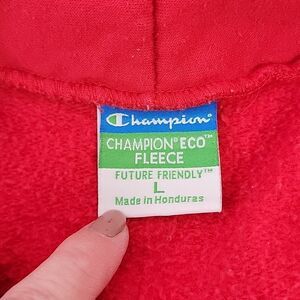 Champion
CHAMPION® ECO™
FLEECE
FUTURE FRIENDLY™
L
Made in Honduras